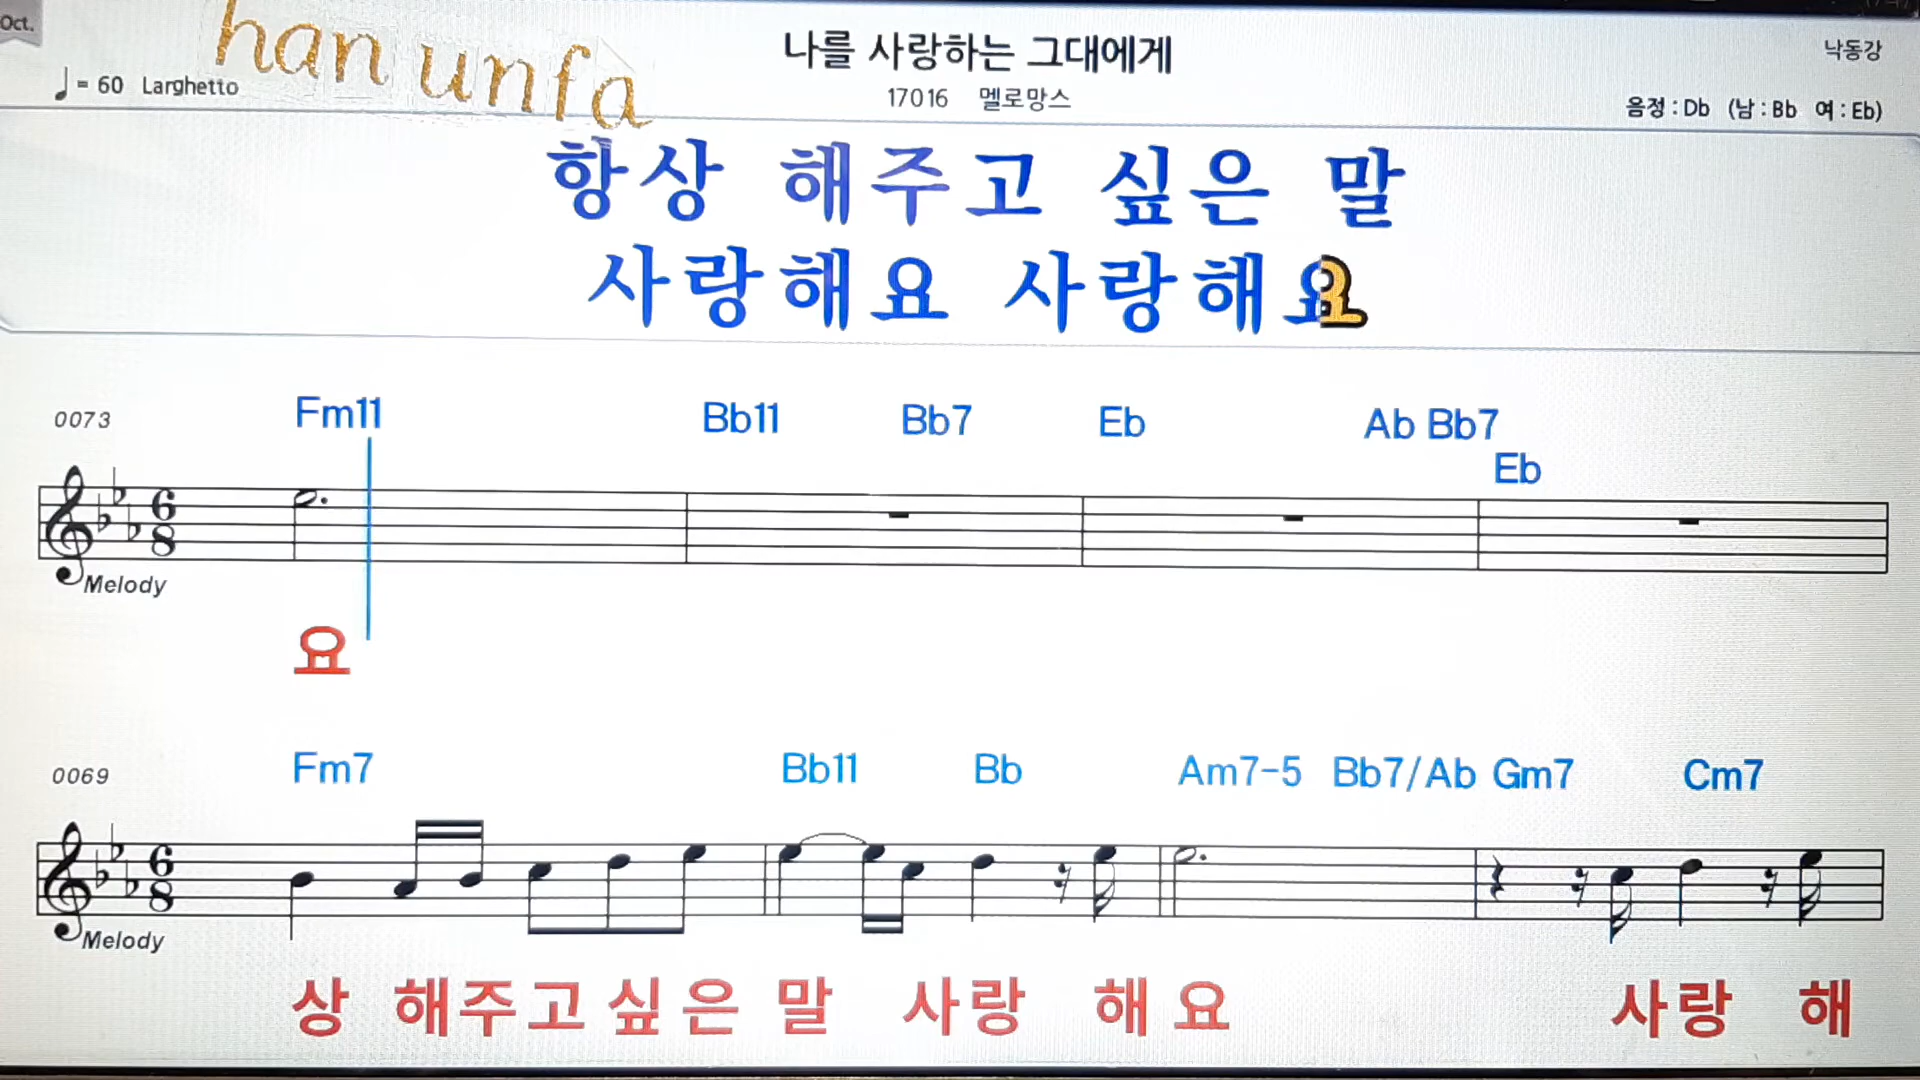 Oct.
han unfa
나를 사랑하는 그대에게
낙동강
♩= 60 Larghetto
17016 멜로망스
음정 : Db (남 : Bb 여 : Eb)
항상 해주고 싶은 말
사랑해요 사랑해요
0073
Fm11 Bb11 Bb7 Eb Ab Bb7
Eb
6
8
Melody
요
0069
Fm7 Bb11 Bb Am7-5 Bb7/Ab Gm7 Cm7
6
8
Melody
상 해주고 싶은 말 사랑 해 요 사랑 해